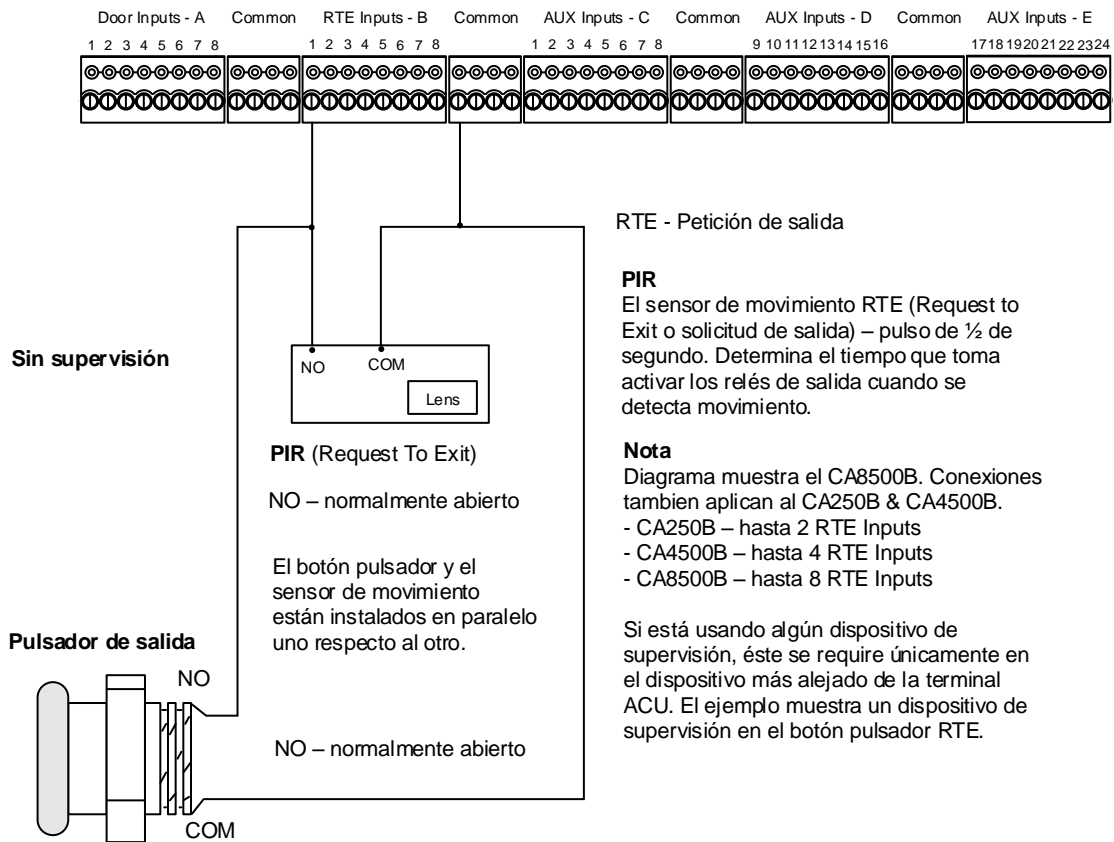 Door Inputs - A Common RTE Inputs - B Common AUX Inputs - C Common AUX Inputs - D Common AUX Inputs - E
1 2 3 4 5 6 7 8 1 2 3 4 5 6 7 8 1 2 3 4 5 6 7 8 9 10 11 12 13 14 15 16 17 18 19 20 21 22 23 24
RTE - Petición de salida
PIR
El sensor de movimiento RTE (Request to
Exit o solicitud de salida) – pulso de ½ de
segundo. Determina el tiempo que toma
activar los relés de salida cuando se
detecta movimiento.
Sin supervisión
NO COM
Lens
PIR (Request To Exit)
NO – normalmente abierto
Nota
Diagrama muestra el CA8500B. Conexiones
tambien aplican al CA250B & CA4500B.
- CA250B – hasta 2 RTE Inputs
- CA4500B – hasta 4 RTE Inputs
- CA8500B – hasta 8 RTE Inputs
El botón pulsador y el
sensor de movimiento
están instalados en paralelo
uno respecto al otro.
Si está usando algún dispositivo de
supervisión, éste se require únicamente en
el dispositivo más alejado de la terminal
ACU. El ejemplo muestra un dispositivo de
supervisión en el botón pulsador RTE.
Pulsador de salida
NO
NO – normalmente abierto
COM